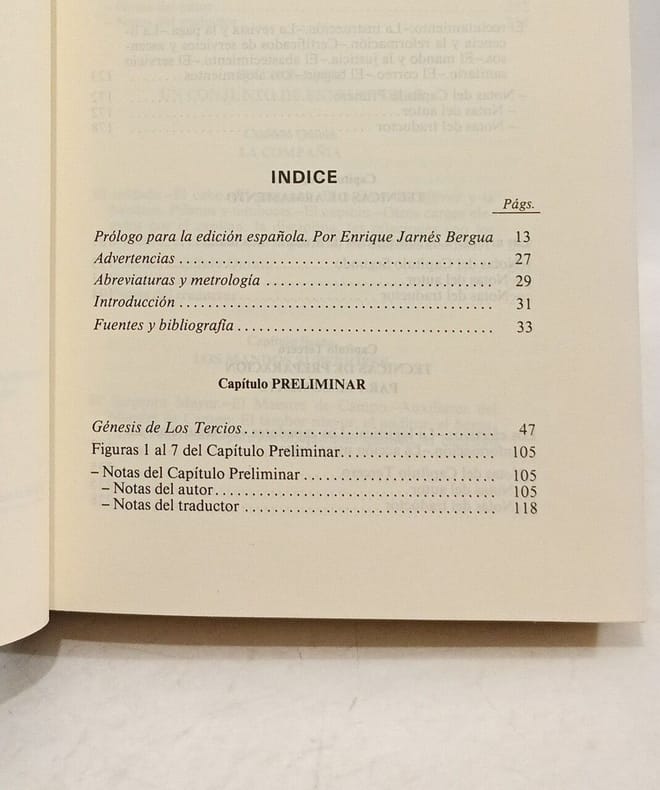 INDICE
Págs.
Prólogo para la edición española. Por Enrique Jarnés Bergua 13
Advertencias ........................................ 27
Abreviaturas y metrología ............................ 29
Introducción ........................................ 31
Fuentes y bibliografía ............................... 33
Capítulo PRELIMINAR
Génesis de Los Tercios ............................... 47
Figuras 1 al 7 del Capítulo Preliminar ................. 105
– Notas del Capítulo Preliminar ....................... 105
– Notas del autor ................................... 105
– Notas del traductor ............................... 118